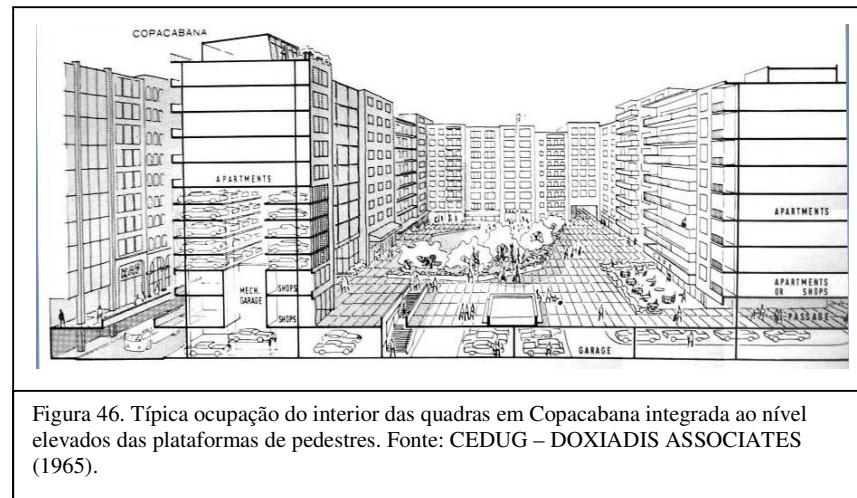 COPACABANA
APARTMENTS
MECH.
GARAGE
SHOPS
SHOPS
APARTMENTS
APARTMENTS
OR SHOPS
PASSAGE
GARAGE
Figura 46. Típica ocupação do interior das quadras em Copacabana integrada ao nível
elevados das plataformas de pedestres. Fonte: CEDUG – DOXIADIS ASSOCIATES
(1965).